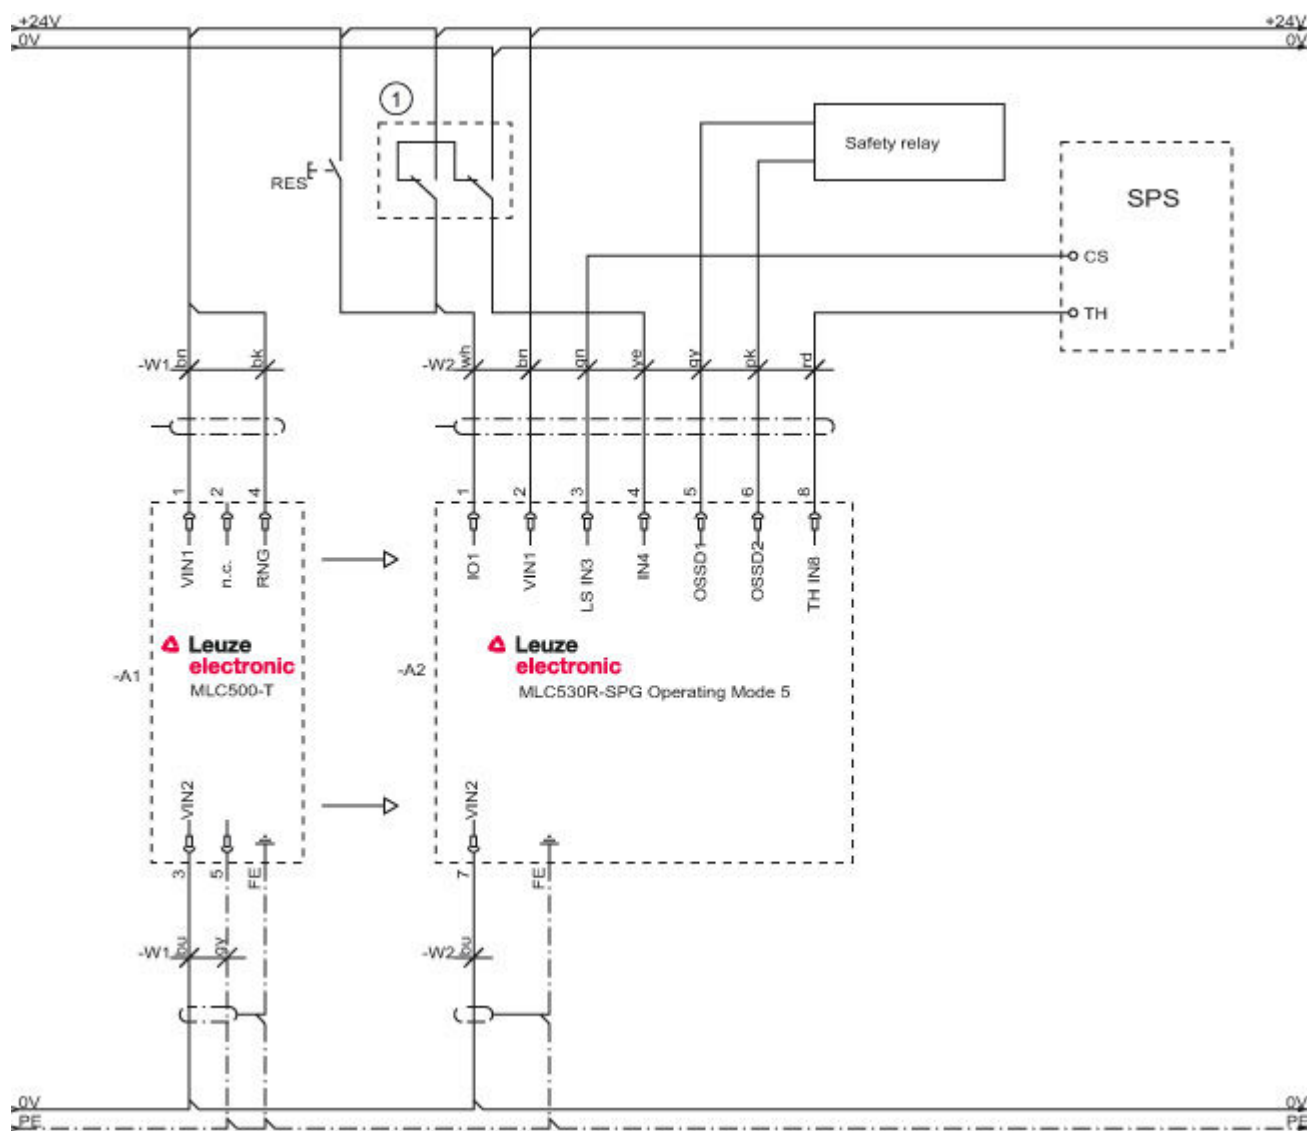 +24V
+24V
0V
0V
1
RES
Safety relay
SPS
CS
TH
-W1
bn
bk
-W2
wh
bn
gn
ye
gy
pk
rd
1
2
4
1
2
3
4
5
6
8
VIN1
n.c.
RNG
IO1
VIN1
LS IN3
IN4
OSSD1
OSSD2
TH IN8
-A1
Leuze
electronic
MLC500-T
-A2
Leuze
electronic
MLC530R-SPG Operating Mode 5
VIN2
VIN2
3
5
FE
7
FE
-W1
bu
gy
-W2
bu
0V
0V
PE
PE